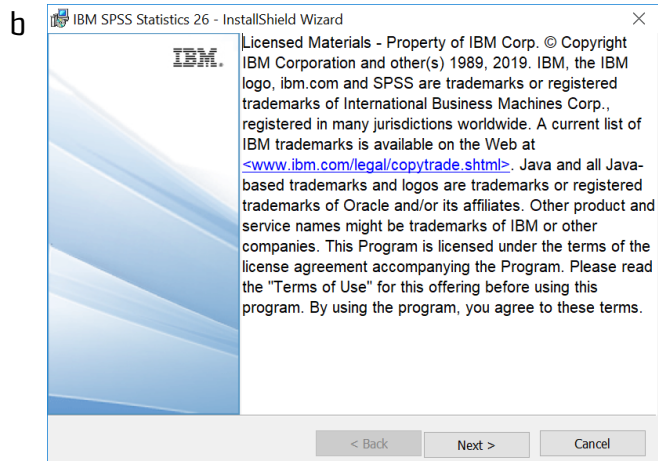 b
IBM SPSS Statistics 26 - InstallShield Wizard
IBM.
Licensed Materials - Property of IBM Corp. © Copyright
IBM Corporation and other(s) 1989, 2019. IBM, the IBM
logo, ibm.com and SPSS are trademarks or registered
trademarks of International Business Machines Corp.,
registered in many jurisdictions worldwide. A current list of
IBM trademarks is available on the Web at
<www.ibm.com/legal/copytrade.shtml>. Java and all Java-
based trademarks and logos are trademarks or registered
trademarks of Oracle and/or its affiliates. Other product and
service names might be trademarks of IBM or other
companies. This Program is licensed under the terms of the
license agreement accompanying the Program. Please read
the "Terms of Use" for this offering before using this
program. By using the program, you agree to these terms.
< Back Next > Cancel